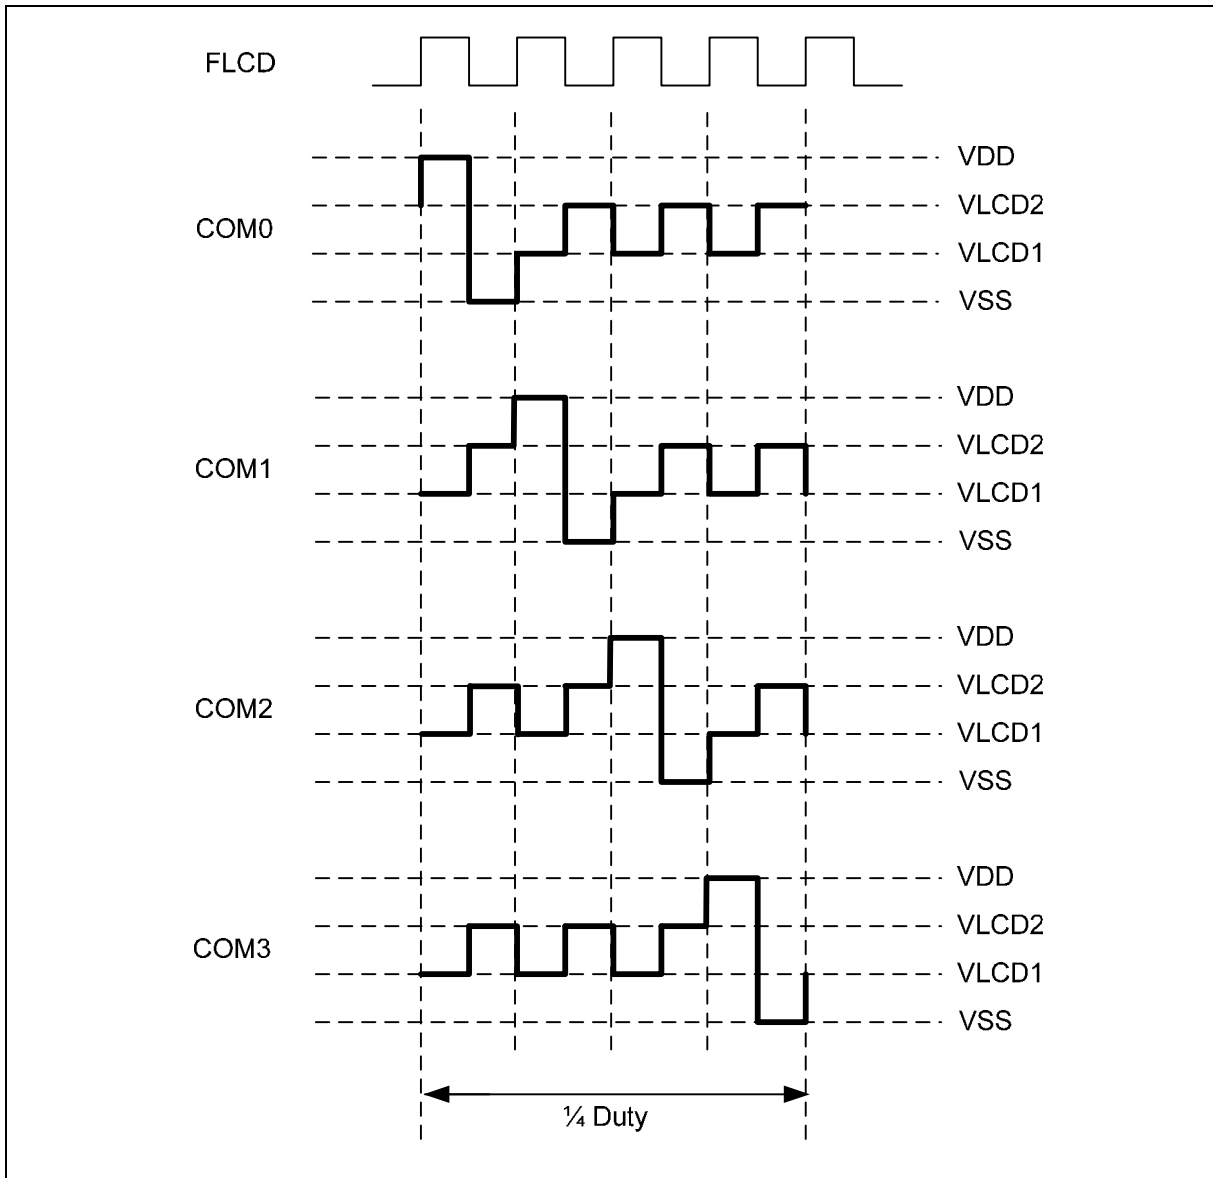 FLCD
VDD
VLCD2
COM0
VLCD1
VSS
VDD
VLCD2
COM1
VLCD1
VSS
VDD
VLCD2
COM2
VLCD1
VSS
VDD
VLCD2
COM3
VLCD1
VSS
¼ Duty